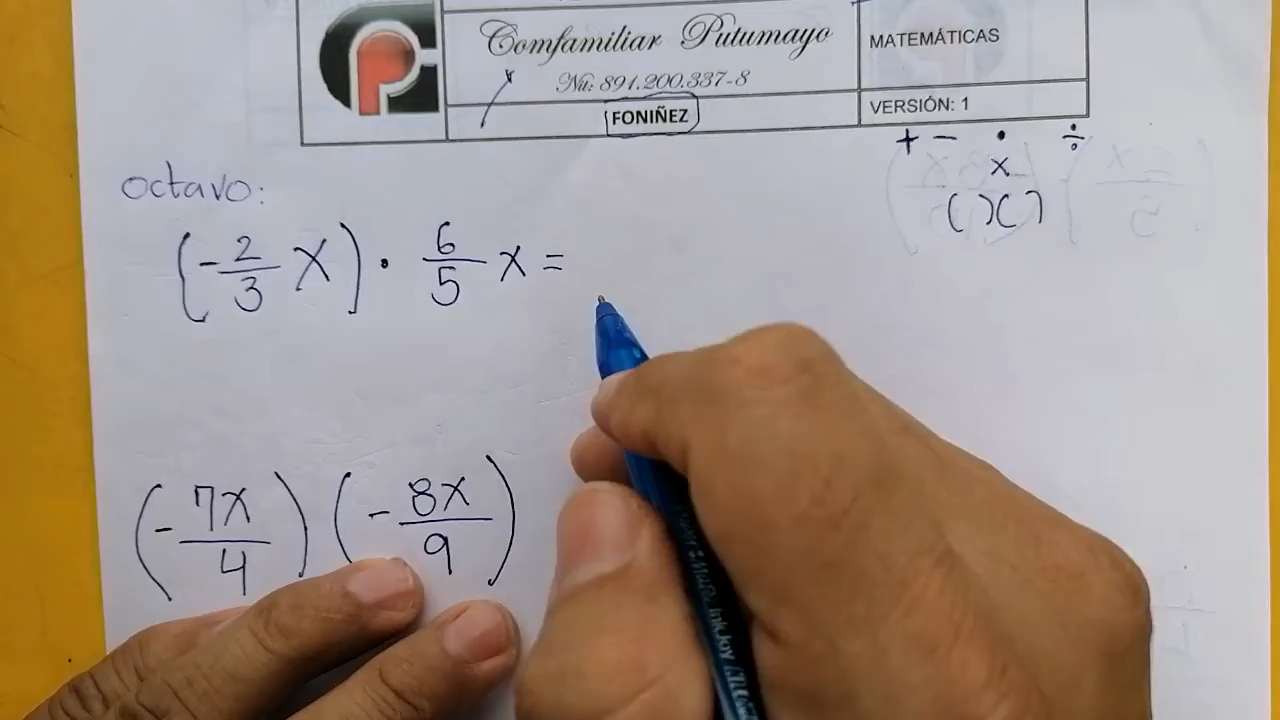 Comfamiliar Putumayo
MATEMÁTICAS
Nit: 891.200.337-8
FONIÑEZ
VERSIÓN: 1
+ - · ÷
x
( )( )
octavo:
(-2/3 X) · 6/5 x =
(-7x/4) (-8x/9)